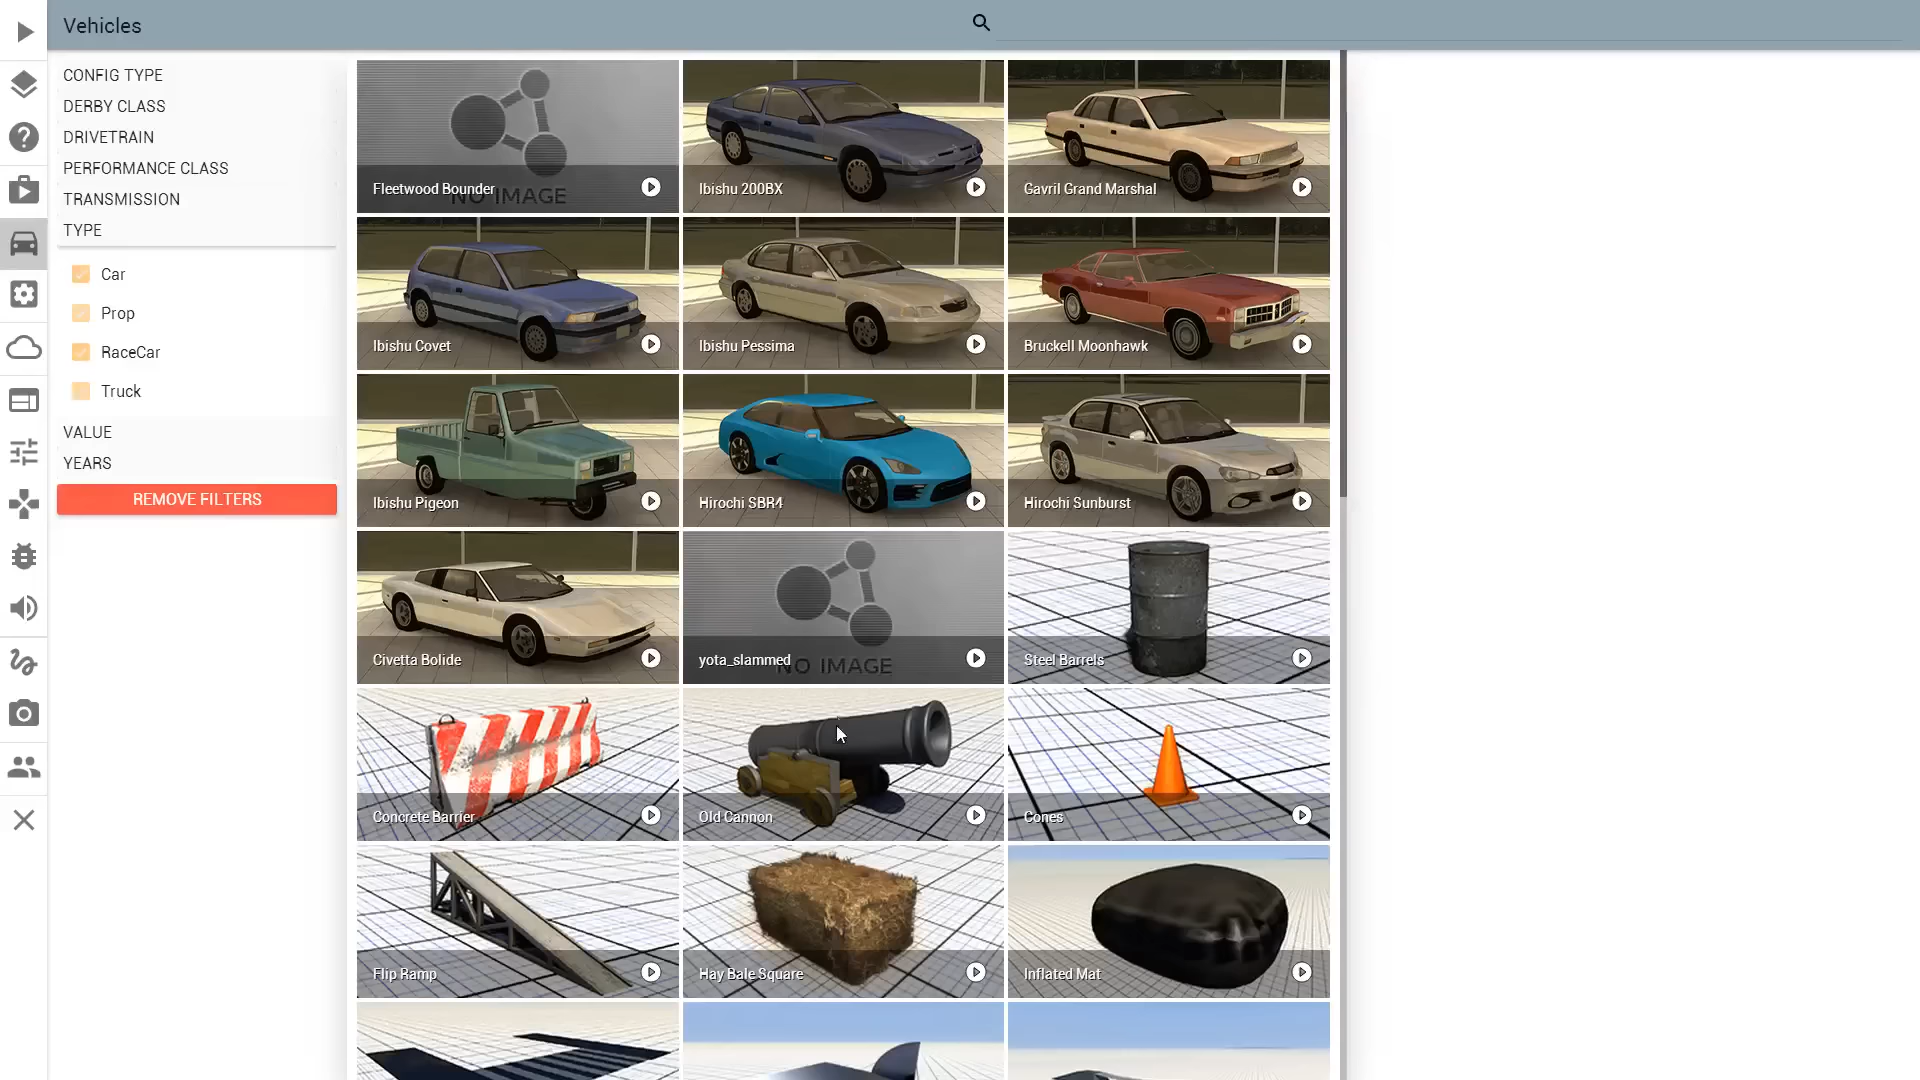 Vehicles
CONFIG TYPE
DERBY CLASS
DRIVETRAIN
PERFORMANCE CLASS
TRANSMISSION
TYPE
Car
Prop
RaceCar
Truck
VALUE
YEARS
REMOVE FILTERS
Fleetwood Bounder
NO IMAGE
Ibishu 200BX
Gavril Grand Marshal
Ibishu Covet
Ibishu Pessima
Bruckell Moonhawk
Ibishu Pigeon
Hirochi SBR4
Hirochi Sunburst
Civetta Bolide
yota_slammed
NO IMAGE
Steel Barrels
Concrete Barrier
Old Cannon
Cones
Flip Ramp
Hay Bale Square
Inflated Mat